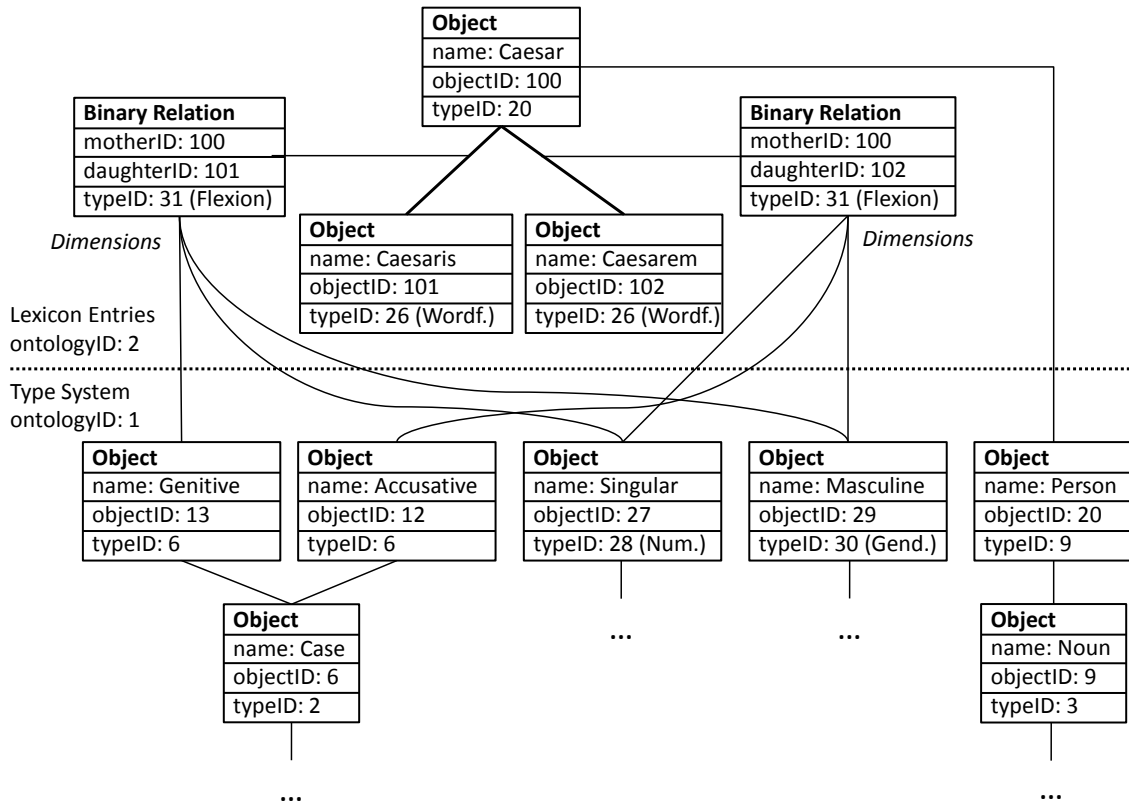 Object
name: Caesar
objectID: 100
typeID: 20
Binary Relation
motherID: 100
daughterID: 101
typeID: 31 (Flexion)
Binary Relation
motherID: 100
daughterID: 102
typeID: 31 (Flexion)
Dimensions
Object
name: Caesaris
objectID: 101
typeID: 26 (Wordf.)
Object
name: Caesarem
objectID: 102
typeID: 26 (Wordf.)
Dimensions
Lexicon Entries
ontologyID: 2
Type System
ontologyID: 1
Object
name: Genitive
objectID: 13
typeID: 6
Object
name: Accusative
objectID: 12
typeID: 6
Object
name: Singular
objectID: 27
typeID: 28 (Num.)
Object
name: Masculine
objectID: 29
typeID: 30 (Gend.)
Object
name: Person
objectID: 20
typeID: 9
Object
name: Case
objectID: 6
typeID: 2
...
...
Object
name: Noun
objectID: 9
typeID: 3
...
...